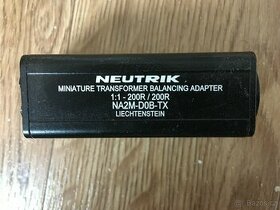 NEUTRIK
MINIATURE TRANSFORMER BALANCING ADAPTER
1:1 - 200R / 200R
NA2M-D0B-TX
LIECHTENSTEIN